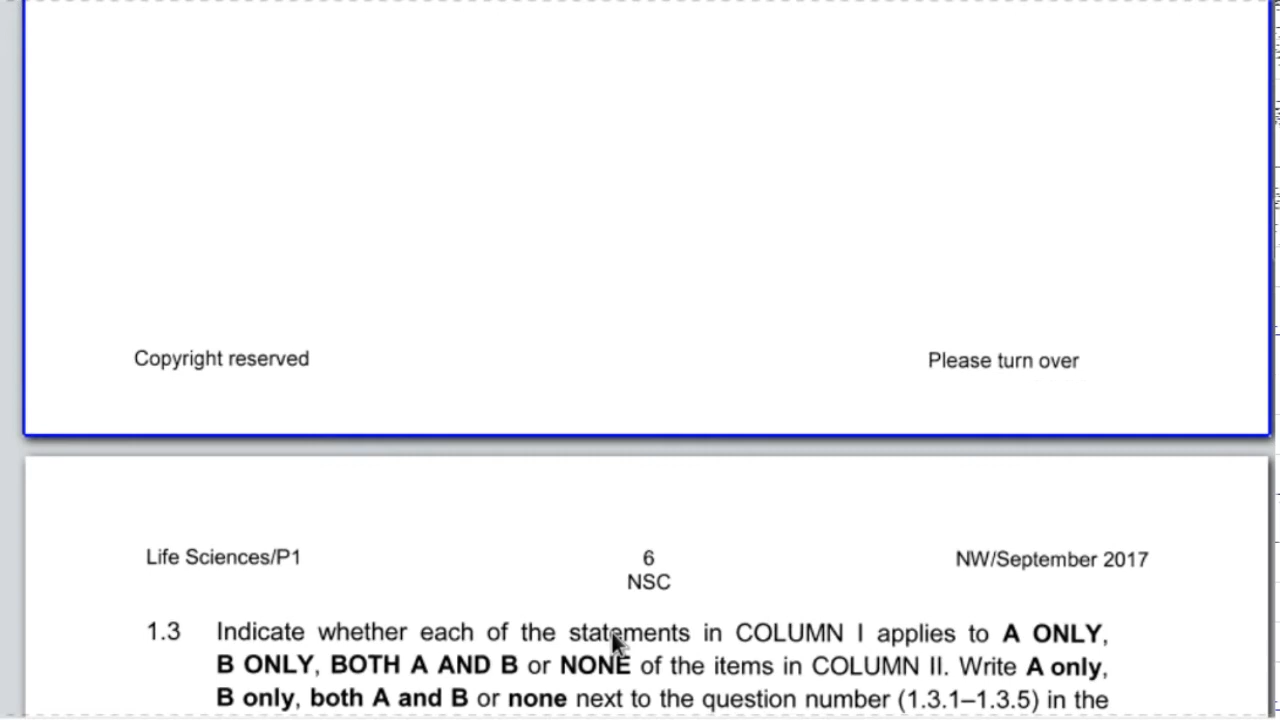 Copyright reserved Please turn over
Life Sciences/P1 6 NW/September 2017
NSC
1.3 Indicate whether each of the statements in COLUMN I applies to A ONLY,
B ONLY, BOTH A AND B or NONE of the items in COLUMN II. Write A only,
B only, both A and B or none next to the question number (1.3.1–1.3.5) in the